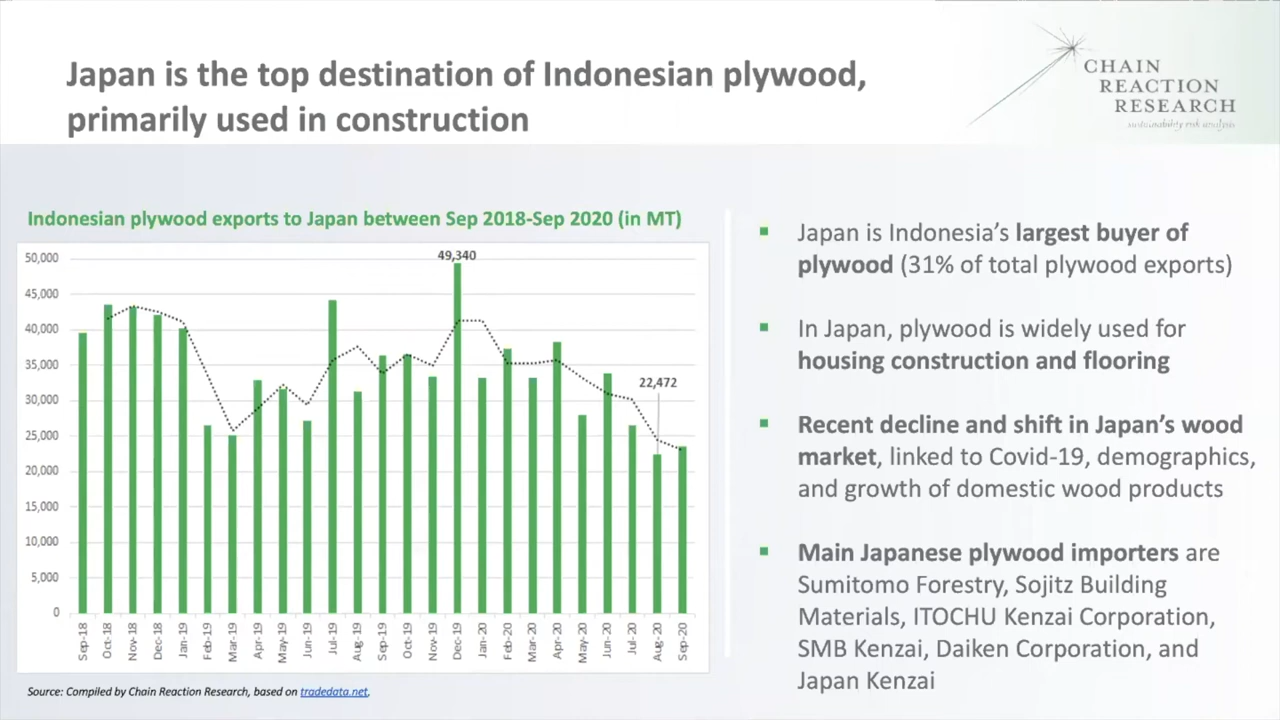 Japan is the top destination of Indonesian plywood,
primarily used in construction
CHAIN
REACTION
RESEARCH
sustainability risk analysis
Indonesian plywood exports to Japan between Sep 2018-Sep 2020 (in MT)
50,000
45,000
40,000
35,000
30,000
25,000
20,000
15,000
10,000
5,000
0
49,340
22,472
Sep-18
Oct-18
Nov-18
Dec-18
Jan-19
Feb-19
Mar-19
Apr-19
May-19
Jun-19
Jul-19
Aug-19
Sep-19
Oct-19
Nov-19
Dec-19
Jan-20
Feb-20
Mar-20
Apr-20
May-20
Jun-20
Jul-20
Aug-20
Sep-20
Source: Compiled by Chain Reaction Research, based on tradedata.net.
Japan is Indonesia's largest buyer of
plywood (31% of total plywood exports)
In Japan, plywood is widely used for
housing construction and flooring
Recent decline and shift in Japan's wood
market, linked to Covid-19, demographics,
and growth of domestic wood products
Main Japanese plywood importers are
Sumitomo Forestry, Sojitz Building
Materials, ITOCHU Kenzai Corporation,
SMB Kenzai, Daiken Corporation, and
Japan Kenzai